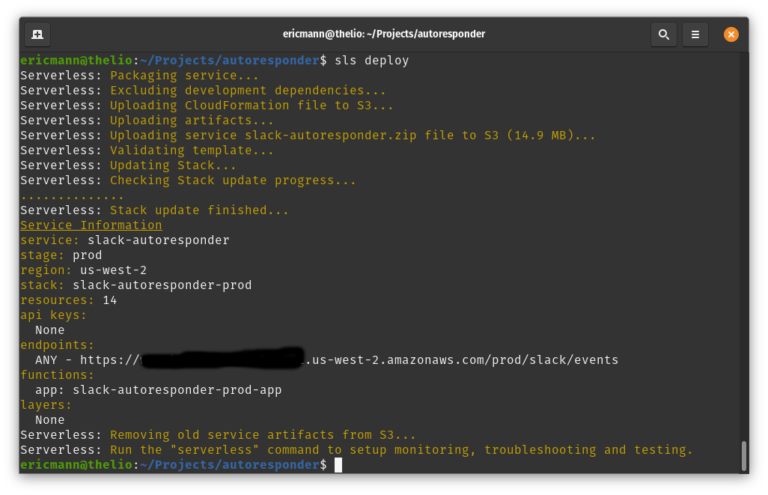 ericmann@thelio: ~/Projects/autoresponder
ericmann@thelio:~/Projects/autoresponder$ sls deploy
Serverless: Packaging service...
Serverless: Excluding development dependencies...
Serverless: Uploading CloudFormation file to S3...
Serverless: Uploading artifacts...
Serverless: Uploading service slack-autoresponder.zip file to S3 (14.9 MB)...
Serverless: Validating template...
Serverless: Updating Stack...
Serverless: Checking Stack update progress...
..............
Serverless: Stack update finished...
Service Information
service: slack-autoresponder
stage: prod
region: us-west-2
stack: slack-autoresponder-prod
resources: 14
api keys:
  None
endpoints:
  ANY - https://.us-west-2.amazonaws.com/prod/slack/events
functions:
  app: slack-autoresponder-prod-app
layers:
  None
Serverless: Removing old service artifacts from S3...
Serverless: Run the "serverless" command to setup monitoring, troubleshooting and testing.
ericmann@thelio:~/Projects/autoresponder$